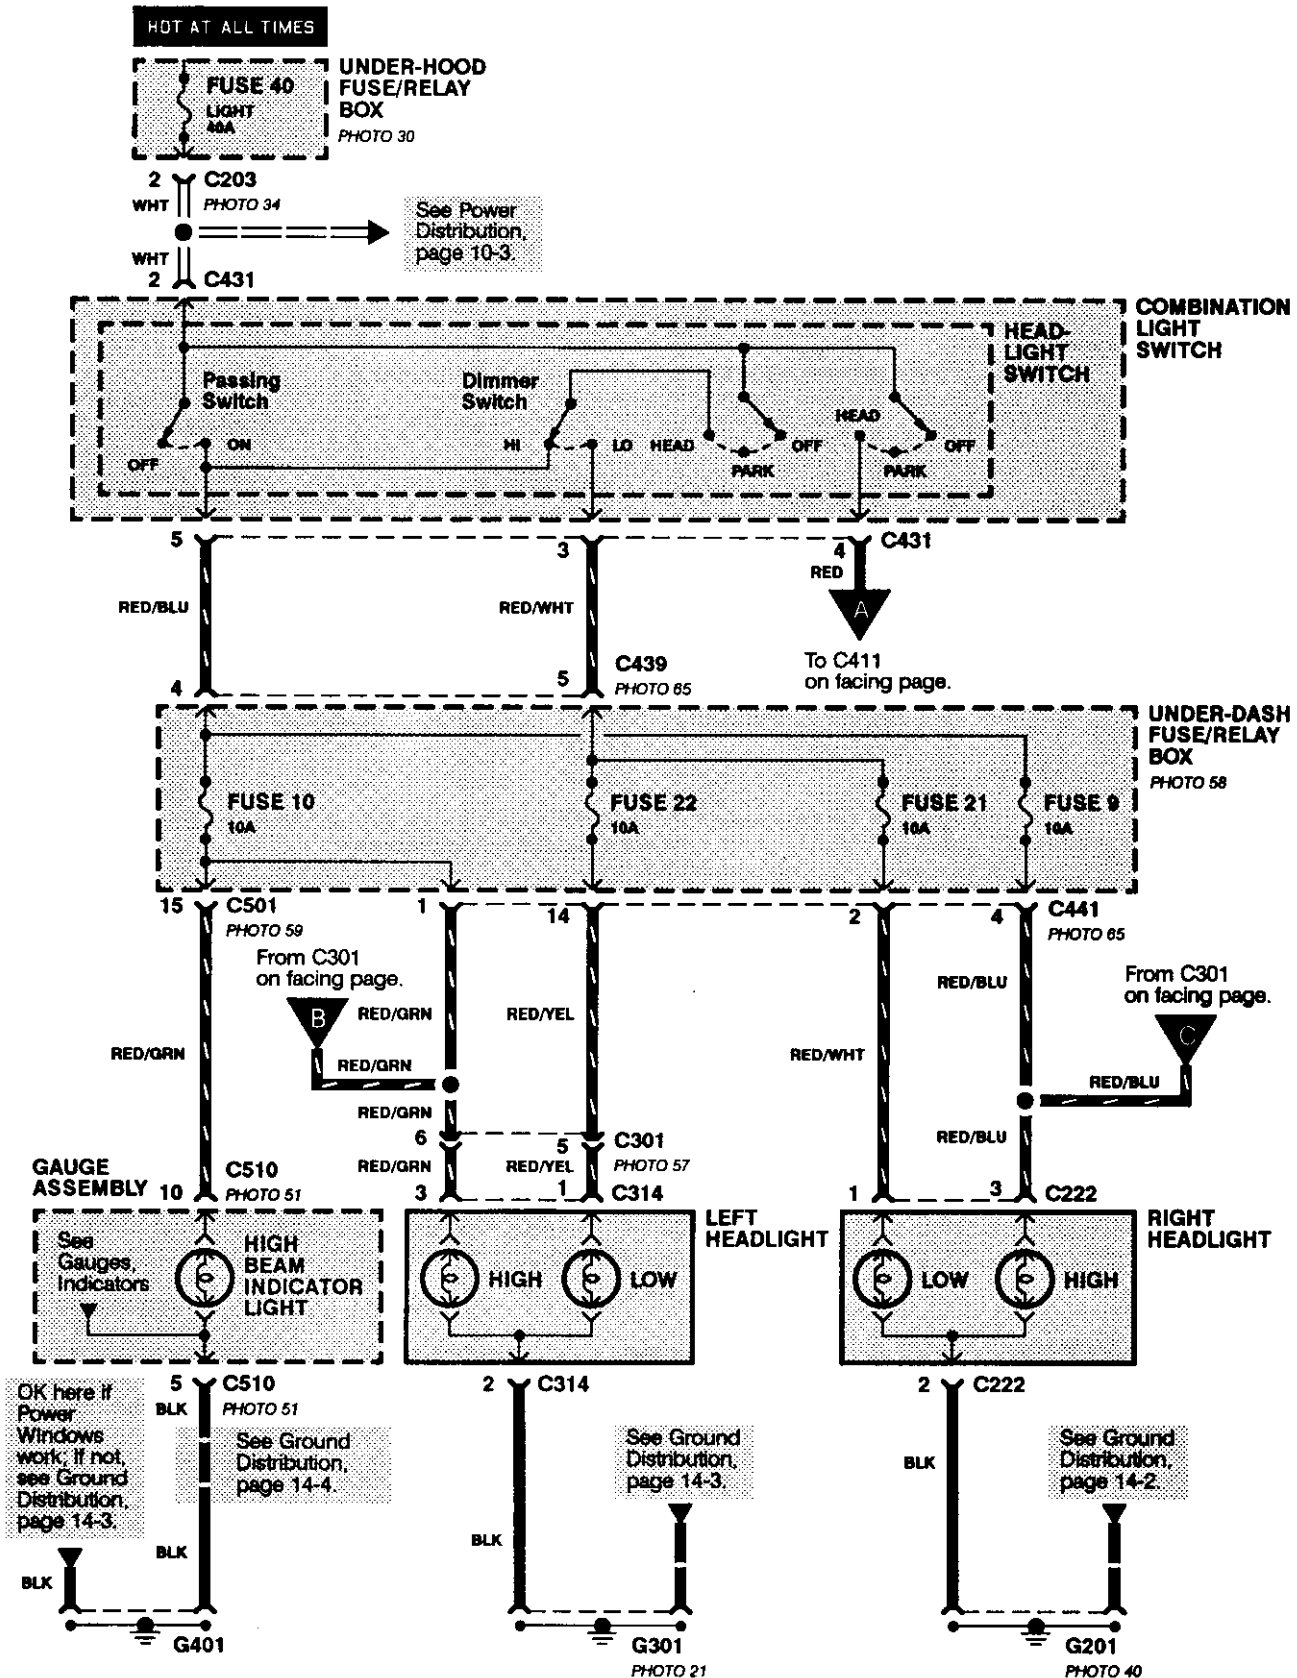 HOT AT ALL TIMES
FUSE 40
LIGHT
40A
UNDER-HOOD
FUSE/RELAY
BOX
PHOTO 30
2 C203
WHT PHOTO 34
See Power
Distribution,
page 10-3.
WHT
2 C431
COMBINATION
LIGHT
SWITCH
HEAD-
LIGHT
SWITCH
Passing
Switch
Dimmer
Switch
HEAD
OFF ON HI LO HEAD PARK OFF PARK OFF
5 3 4 C431
RED
RED/BLU RED/WHT
A
To C411
on facing page.
4 5 C439
PHOTO 65
UNDER-DASH
FUSE/RELAY
BOX
PHOTO 58
FUSE 10
10A
FUSE 22
10A
FUSE 21
10A
FUSE 9
10A
15 C501
PHOTO 59
1 14 2 4 C441
PHOTO 65
From C301
on facing page.
B
RED/GRN RED/YEL
RED/BLU
From C301
on facing page.
C
RED/GRN
RED/GRN
RED/WHT
RED/BLU
RED/GRN
RED/BLU
6 5 C301
PHOTO 57
RED/GRN RED/YEL
GAUGE
ASSEMBLY
10 C510
PHOTO 51
3 1 C314
1 3 C222
LEFT
HEADLIGHT
RIGHT
HEADLIGHT
See
Gauges,
Indicators
HIGH
BEAM
INDICATOR
LIGHT
HIGH LOW
LOW HIGH
5 C510
BLK PHOTO 51
2 C314
2 C222
OK here if
Power
Windows
work; if not,
see Ground
Distribution,
page 14-3.
See Ground
Distribution,
page 14-4.
See Ground
Distribution,
page 14-3.
See Ground
Distribution,
page 14-2.
BLK
BLK
BLK
BLK
G401
G301
PHOTO 21
G201
PHOTO 40